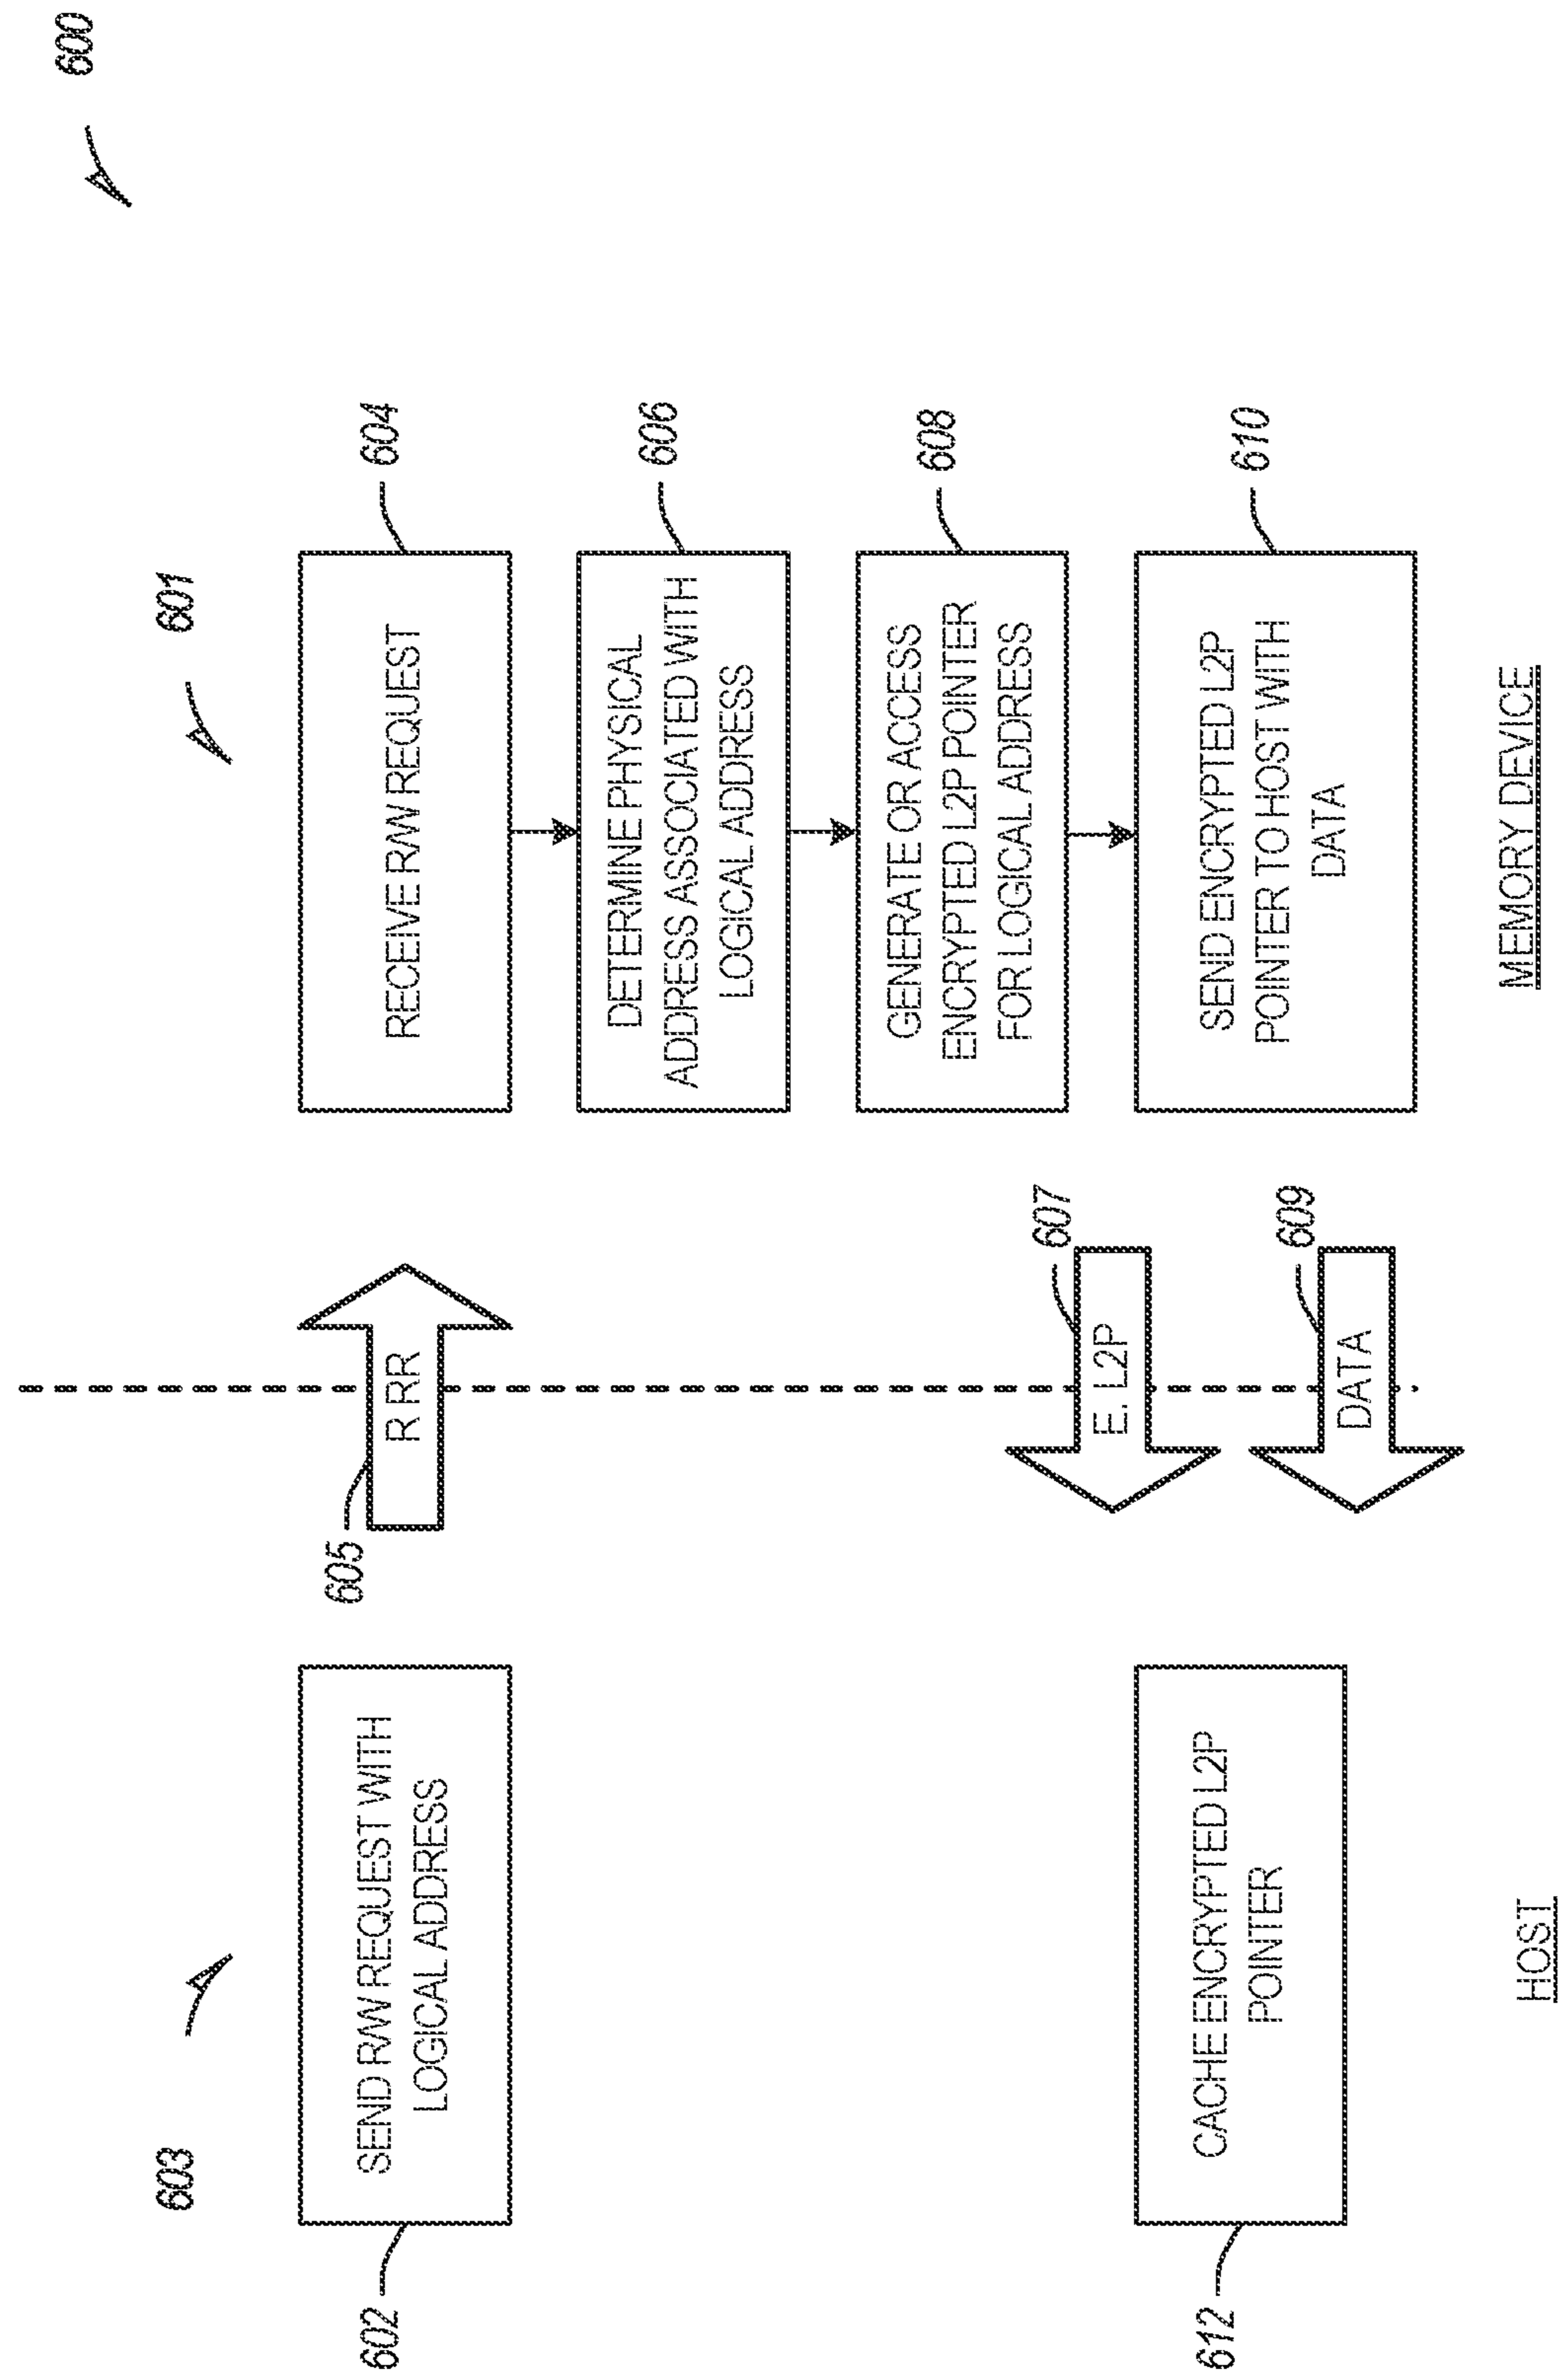 600
603
601
602
SEND R/W REQUEST WITH
LOGICAL ADDRESS
605
R RR
RECEIVE R/W REQUEST
604
DETERMINE PHYSICAL
ADDRESS ASSOCIATED WITH
LOGICAL ADDRESS
606
GENERATE OR ACCESS
ENCRYPTED L2P POINTER
FOR LOGICAL ADDRESS
608
607
E. L2P
612
CACHE ENCRYPTED L2P
POINTER
609
DATA
SEND ENCRYPTED L2P
POINTER TO HOST WITH
DATA
610
HOST
MEMORY DEVICE